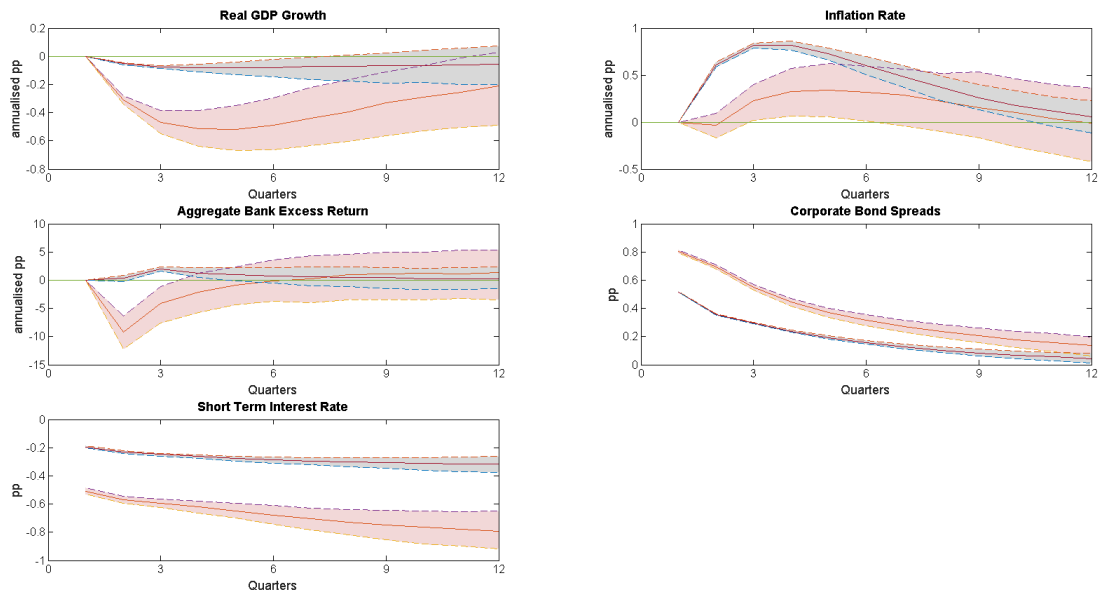 Real GDP Growth
0.2
0
-0.2
-0.4
-0.6
-0.8
annualised pp
0 3 6 9 12
Quarters
Inflation Rate
1
0.5
0
-0.5
annualised pp
0 3 6 9 12
Quarters
Aggregate Bank Excess Return
10
5
0
-5
-10
-15
annualised pp
0 3 6 9 12
Quarters
Corporate Bond Spreads
1
0.8
0.6
0.4
0.2
0
pp
0 3 6 9 12
Quarters
Short Term Interest Rate
0
-0.2
-0.4
-0.6
-0.8
-1
pp
0 3 6 9 12
Quarters